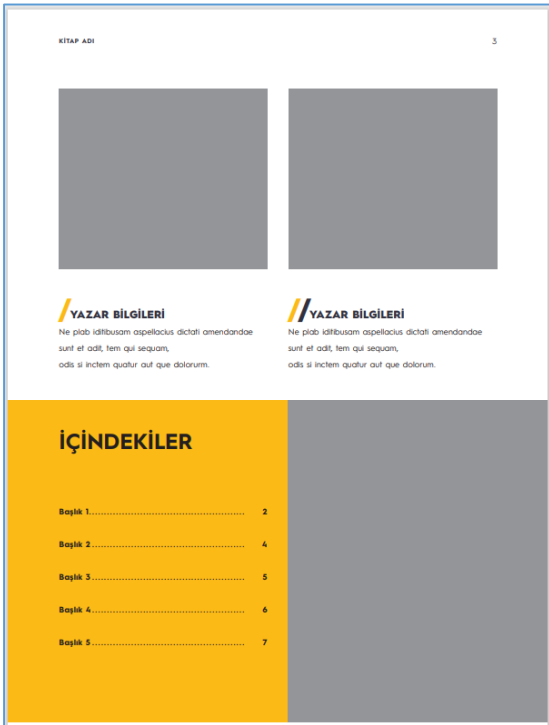 KİTAP ADI
3
YAZAR BİLGİLERİ
Ne plab iditibusam aspellacius dictati amendandae
sunt et adit, tem qui sequam,
odis si inctem quatur aut que dolorurm.
YAZAR BİLGİLERİ
Ne plab iditibusam aspellacius dictati amendandae
sunt et adit, tem qui sequam,
odis si inctem quatur aut que dolorum.
İÇİNDEKİLER
Başlık 1.................................................... 2
Başlık 2................................................... 4
Başlık 3................................................... 5
Başlık 4................................................... 6
Başlık 5................................................... 7